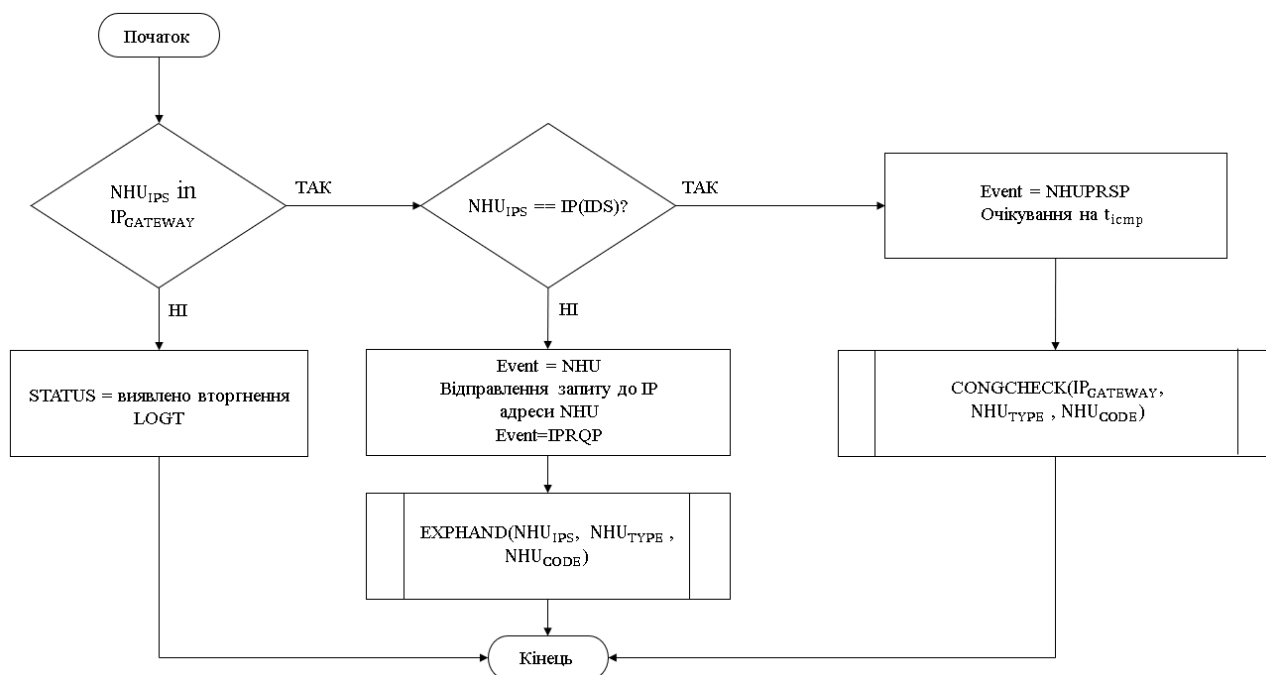 Початок
NHU_IPS in
IP_GATEWAY
ТАК
НІ
NHU_IPS == IP(IDS)?
ТАК
НІ
Event = NHUPRSP
Очікування на t_icmp
STATUS = виявлено вторгнення
LOGT
Event = NHU
Відправлення запиту до IP
адреси NHU
Event=IPRQP
CONGCHECK(IP_GATEWAY,
NHU_TYPE , NHU_CODE)
EXPHAND(NHU_IPS, NHU_TYPE ,
NHU_CODE)
Кінець